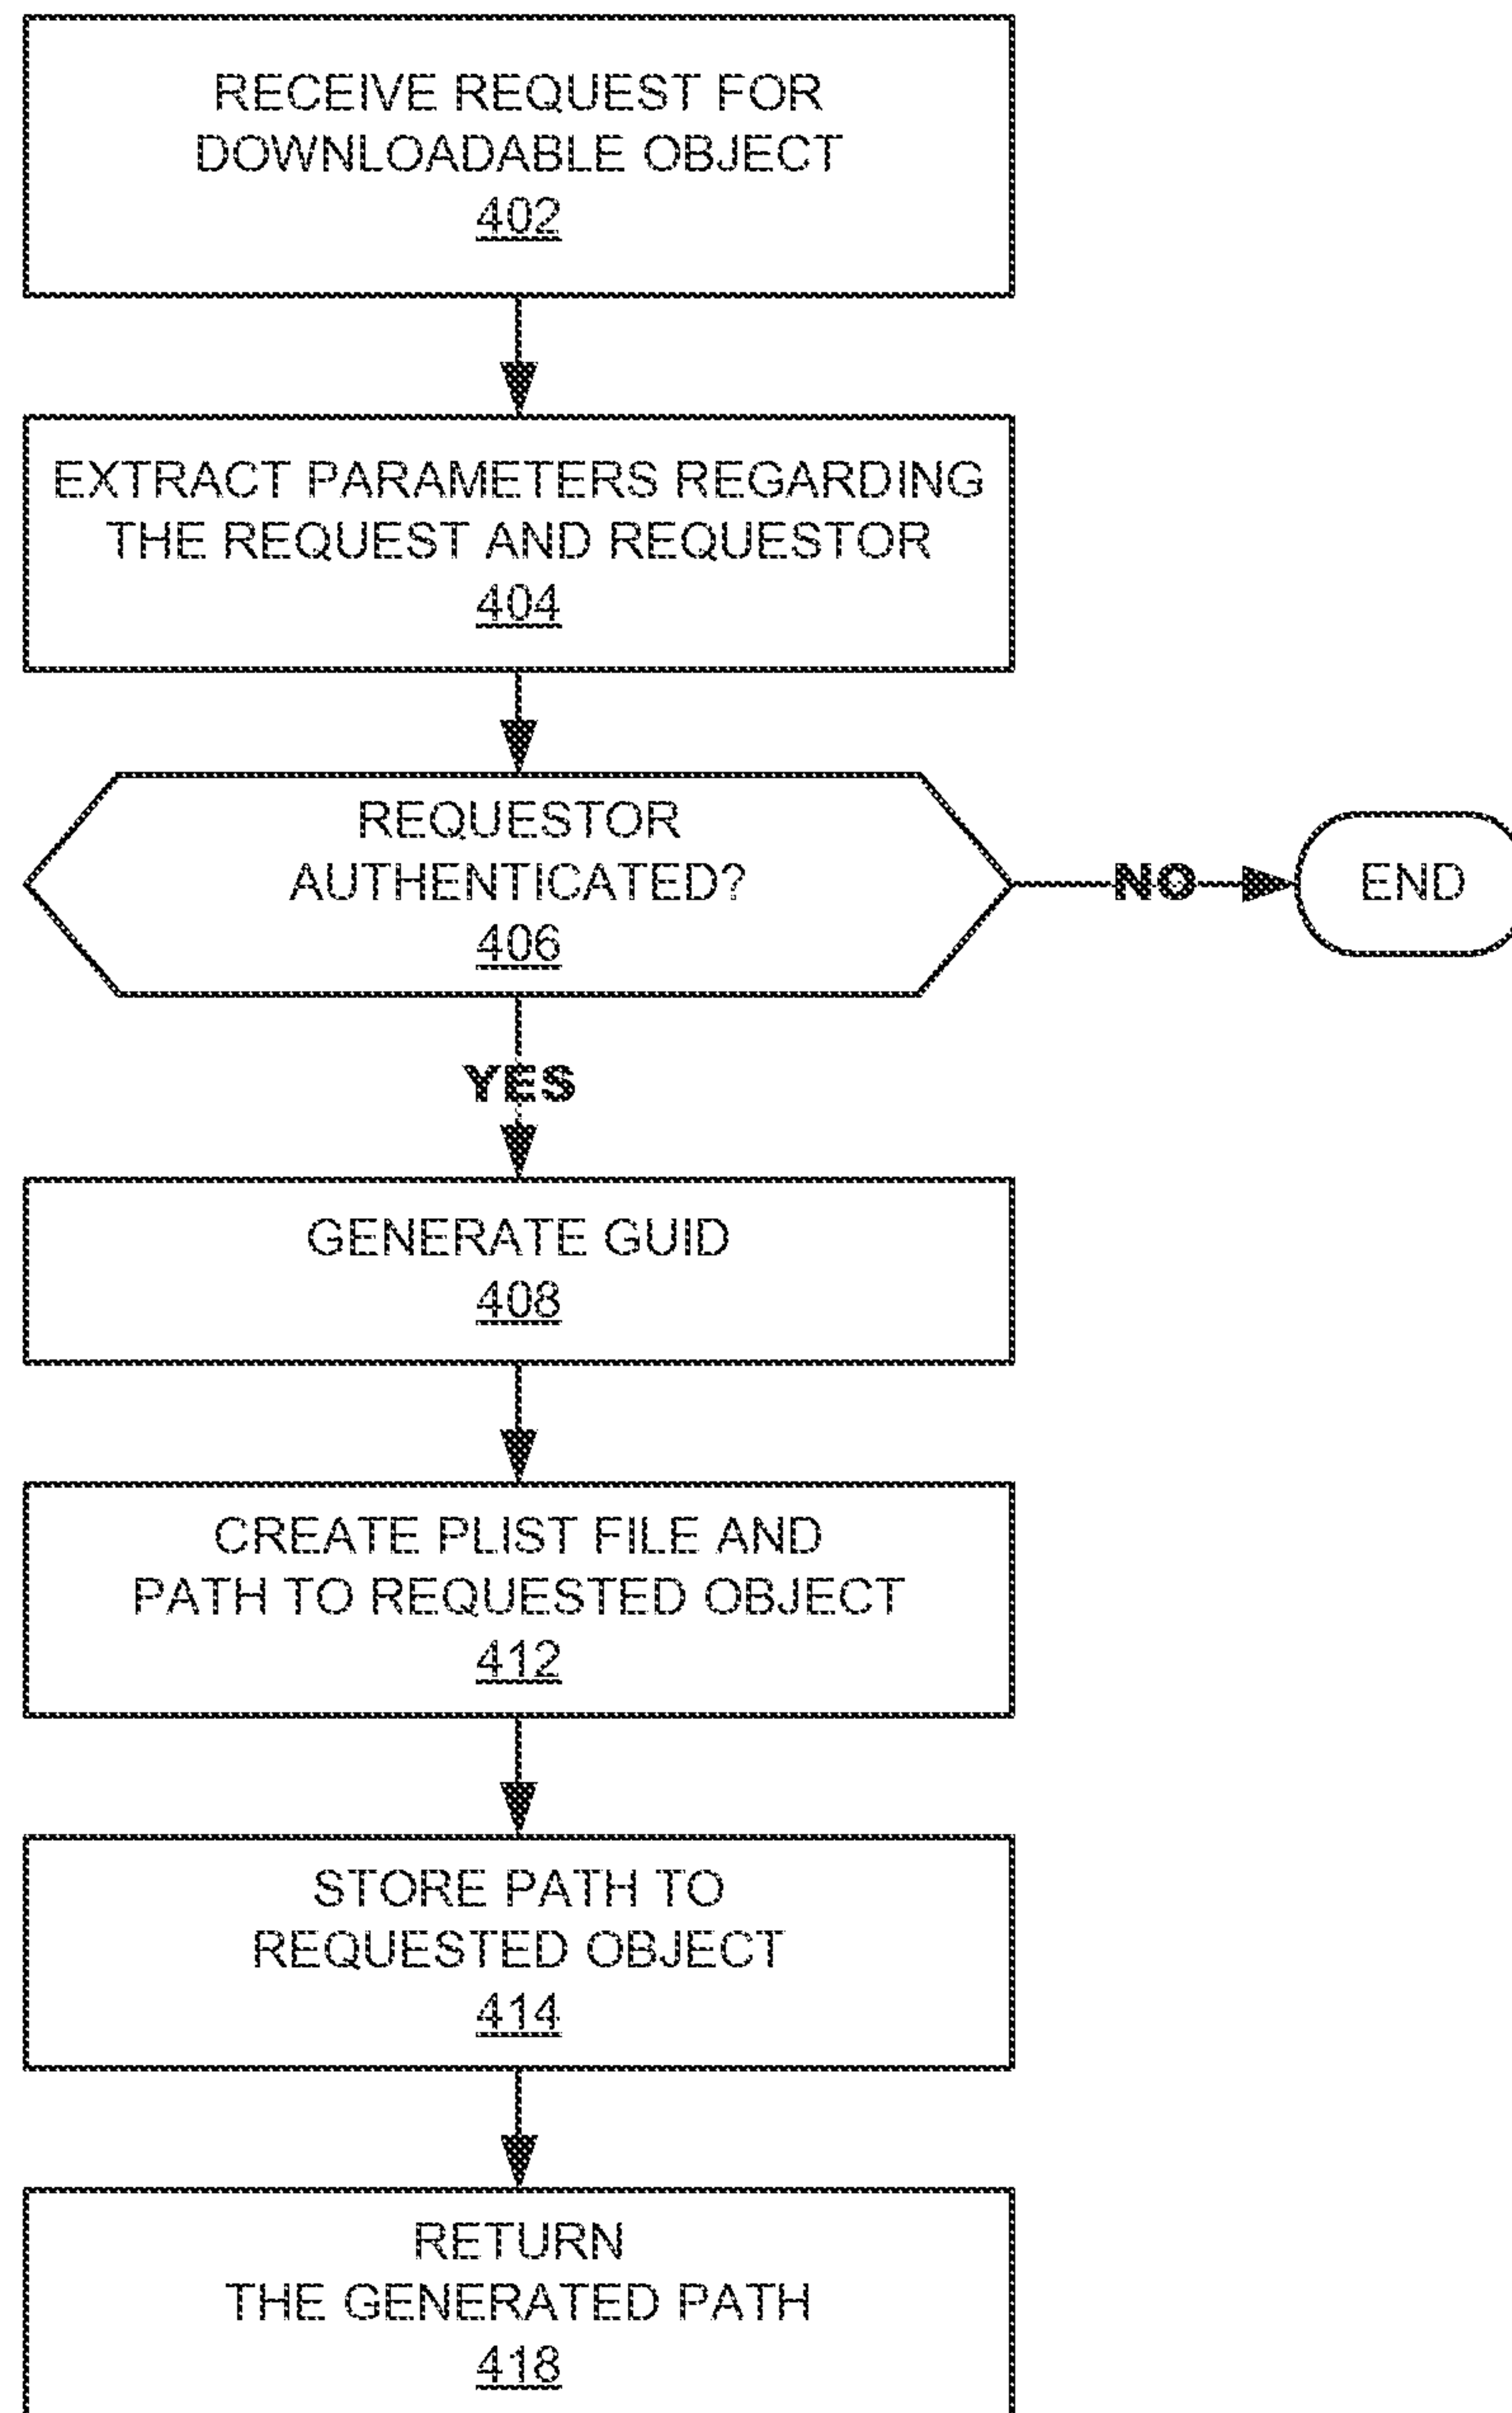 RECEIVE REQUEST FOR
DOWNLOADABLE OBJECT
402
EXTRACT PARAMETERS REGARDING
THE REQUEST AND REQUESTOR
404
REQUESTOR
AUTHENTICATED?
406
NO
END
YES
GENERATE GUID
408
CREATE PLIST FILE AND
PATH TO REQUESTED OBJECT
412
STORE PATH TO
REQUESTED OBJECT
414
RETURN
THE GENERATED PATH
418